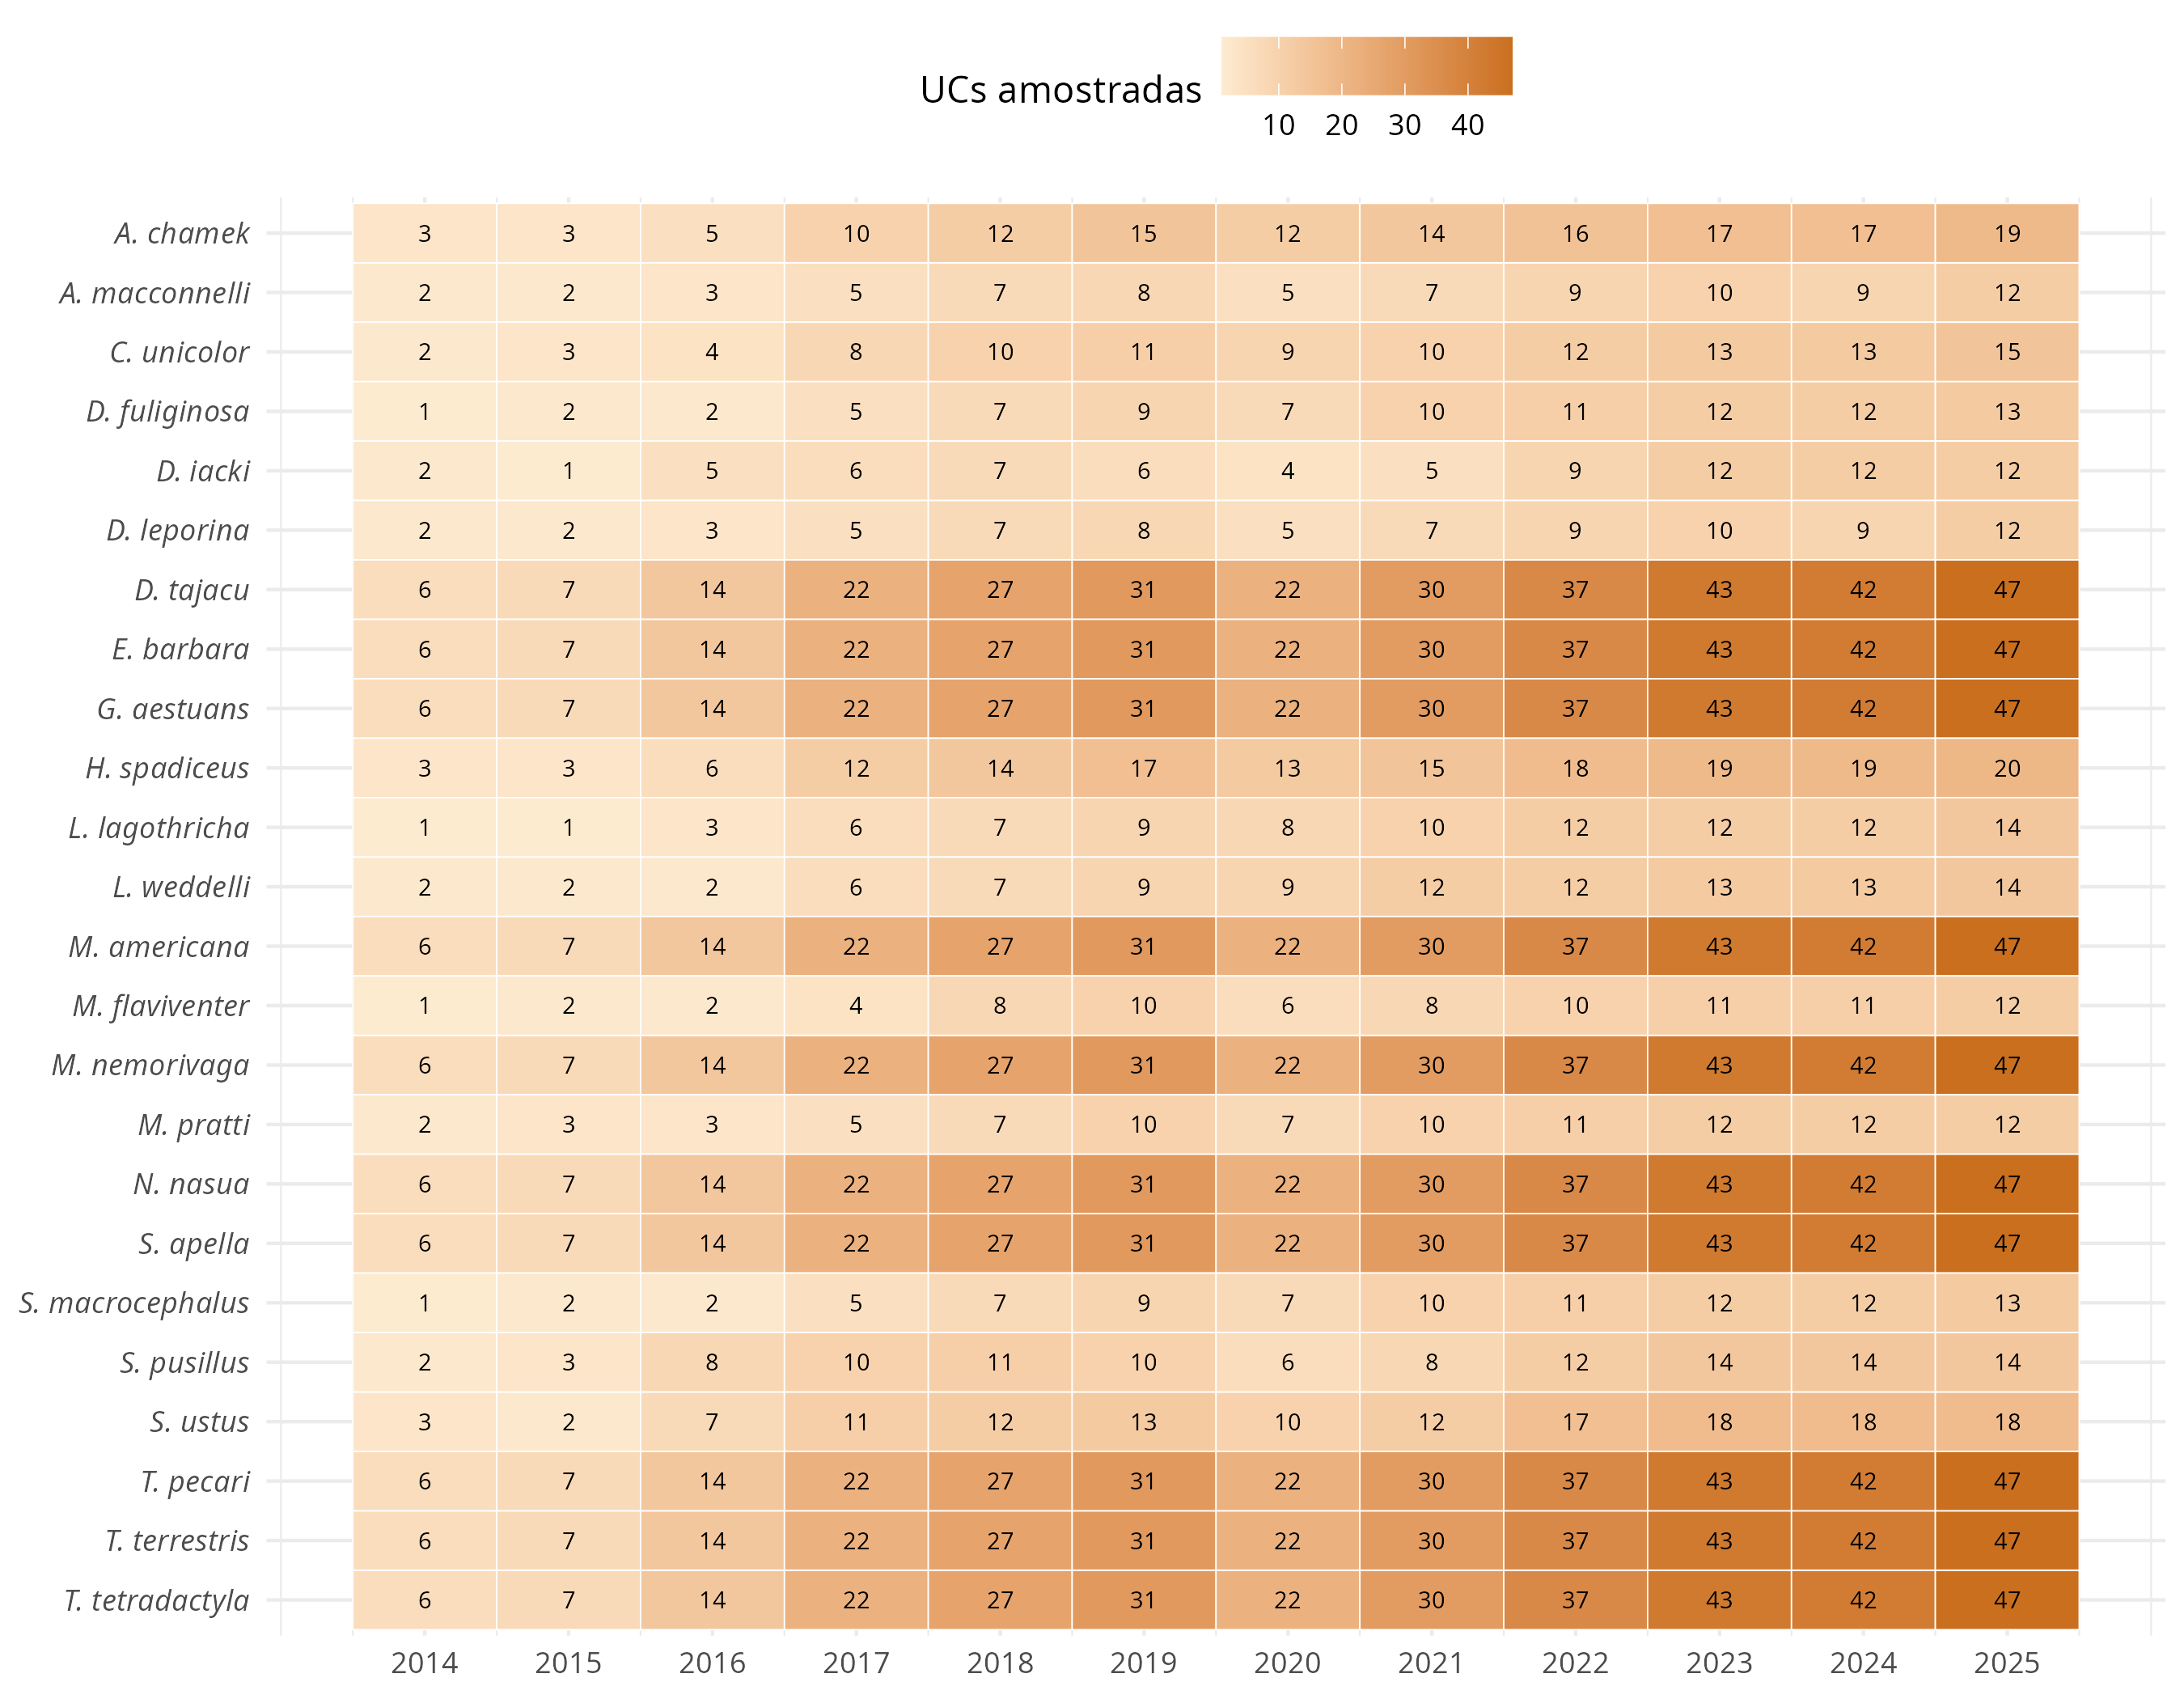 UCs amostradas
10 20 30 40
A. chamek 3 3 5 10 12 15 12 14 16 17 17 19
A. macconnelli 2 2 3 5 7 8 5 7 9 10 9 12
C. unicolor 2 3 4 8 10 11 9 10 12 13 13 15
D. fuliginosa 1 2 2 5 7 9 7 10 11 12 12 13
D. iacki 2 1 5 6 7 6 4 5 9 12 12 12
D. leporina 2 2 3 5 7 8 5 7 9 10 9 12
D. tajacu 6 7 14 22 27 31 22 30 37 43 42 47
E. barbara 6 7 14 22 27 31 22 30 37 43 42 47
G. aestuans 6 7 14 22 27 31 22 30 37 43 42 47
H. spadiceus 3 3 6 12 14 17 13 15 18 19 19 20
L. lagothricha 1 1 3 6 7 9 8 10 12 12 12 14
L. weddelli 2 2 2 6 7 9 9 12 12 13 13 14
M. americana 6 7 14 22 27 31 22 30 37 43 42 47
M. flaviventer 1 2 2 4 8 10 6 8 10 11 11 12
M. nemorivaga 6 7 14 22 27 31 22 30 37 43 42 47
M. pratti 2 3 3 5 7 10 7 10 11 12 12 12
N. nasua 6 7 14 22 27 31 22 30 37 43 42 47
S. apella 6 7 14 22 27 31 22 30 37 43 42 47
S. macrocephalus 1 2 2 5 7 9 7 10 11 12 12 13
S. pusillus 2 3 8 10 11 10 6 8 12 14 14 14
S. ustus 3 2 7 11 12 13 10 12 17 18 18 18
T. pecari 6 7 14 22 27 31 22 30 37 43 42 47
T. terrestris 6 7 14 22 27 31 22 30 37 43 42 47
T. tetradactyla 6 7 14 22 27 31 22 30 37 43 42 47
2014 2015 2016 2017 2018 2019 2020 2021 2022 2023 2024 2025